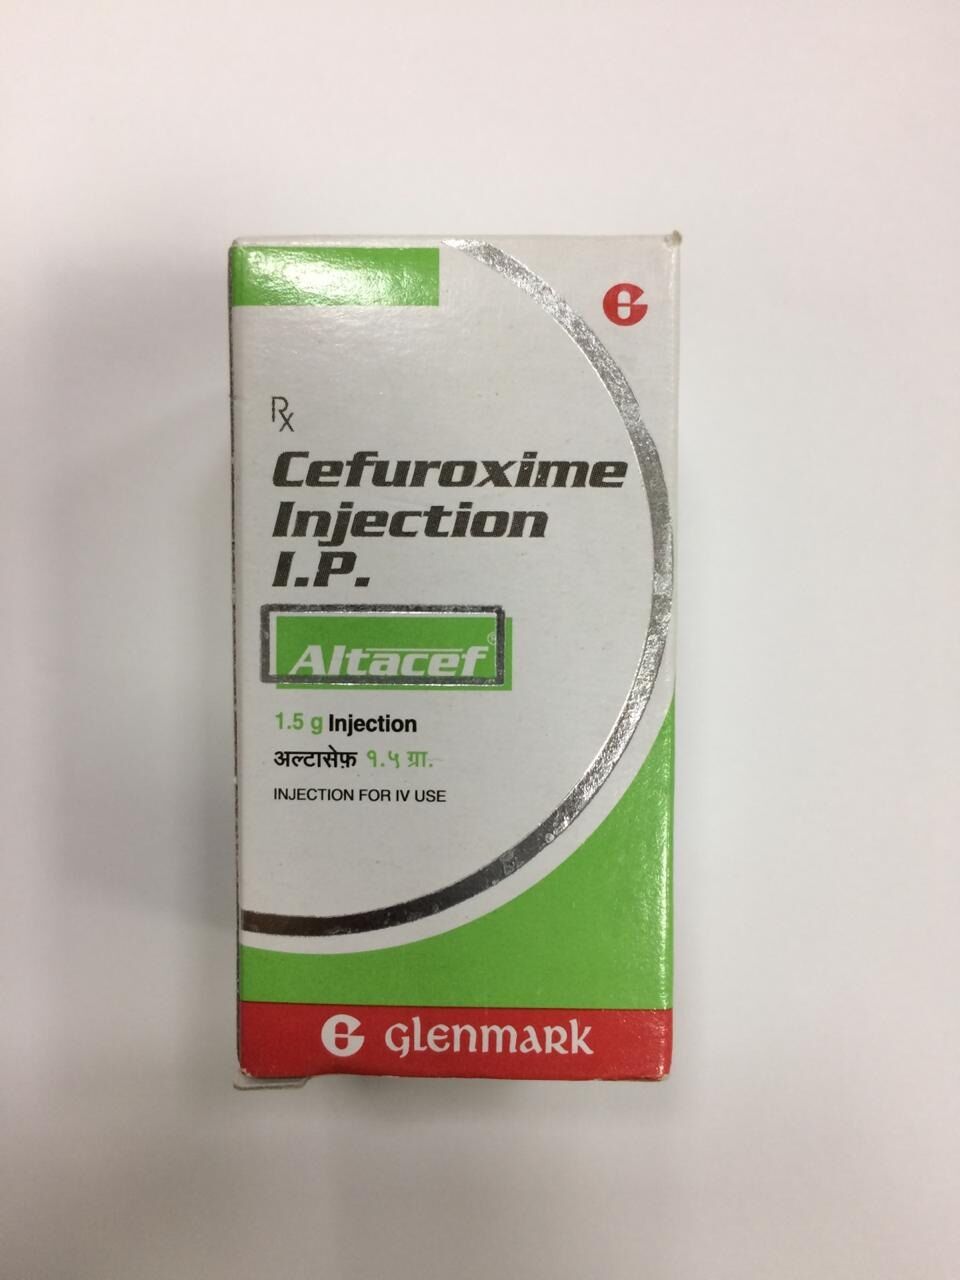 Rx
Cefuroxime
Injection
I.P.
Altacef®
1.5 g Injection
अल्टासेफ़ १.५ ग्रा.
INJECTION FOR IV USE
G GLENMARK